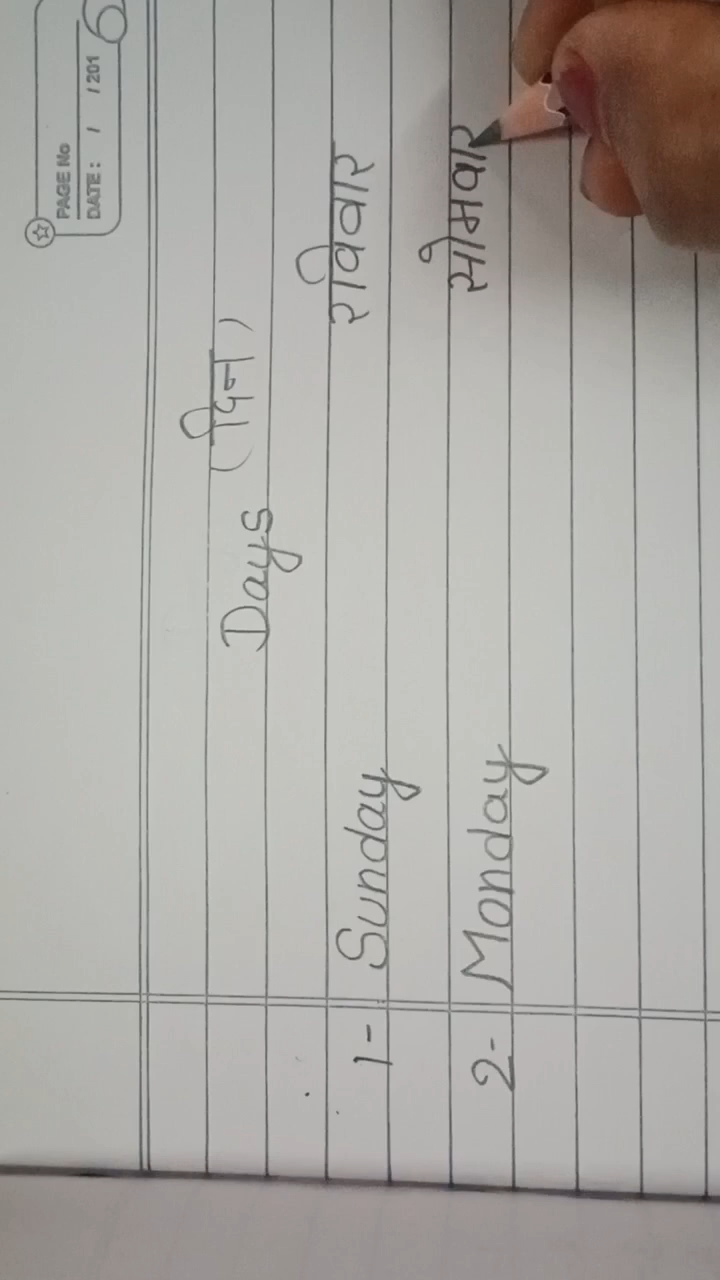 PAGE No
DATE : / / 201
Days (दिन)
1- Sunday रविवार
2- Monday सोमवार